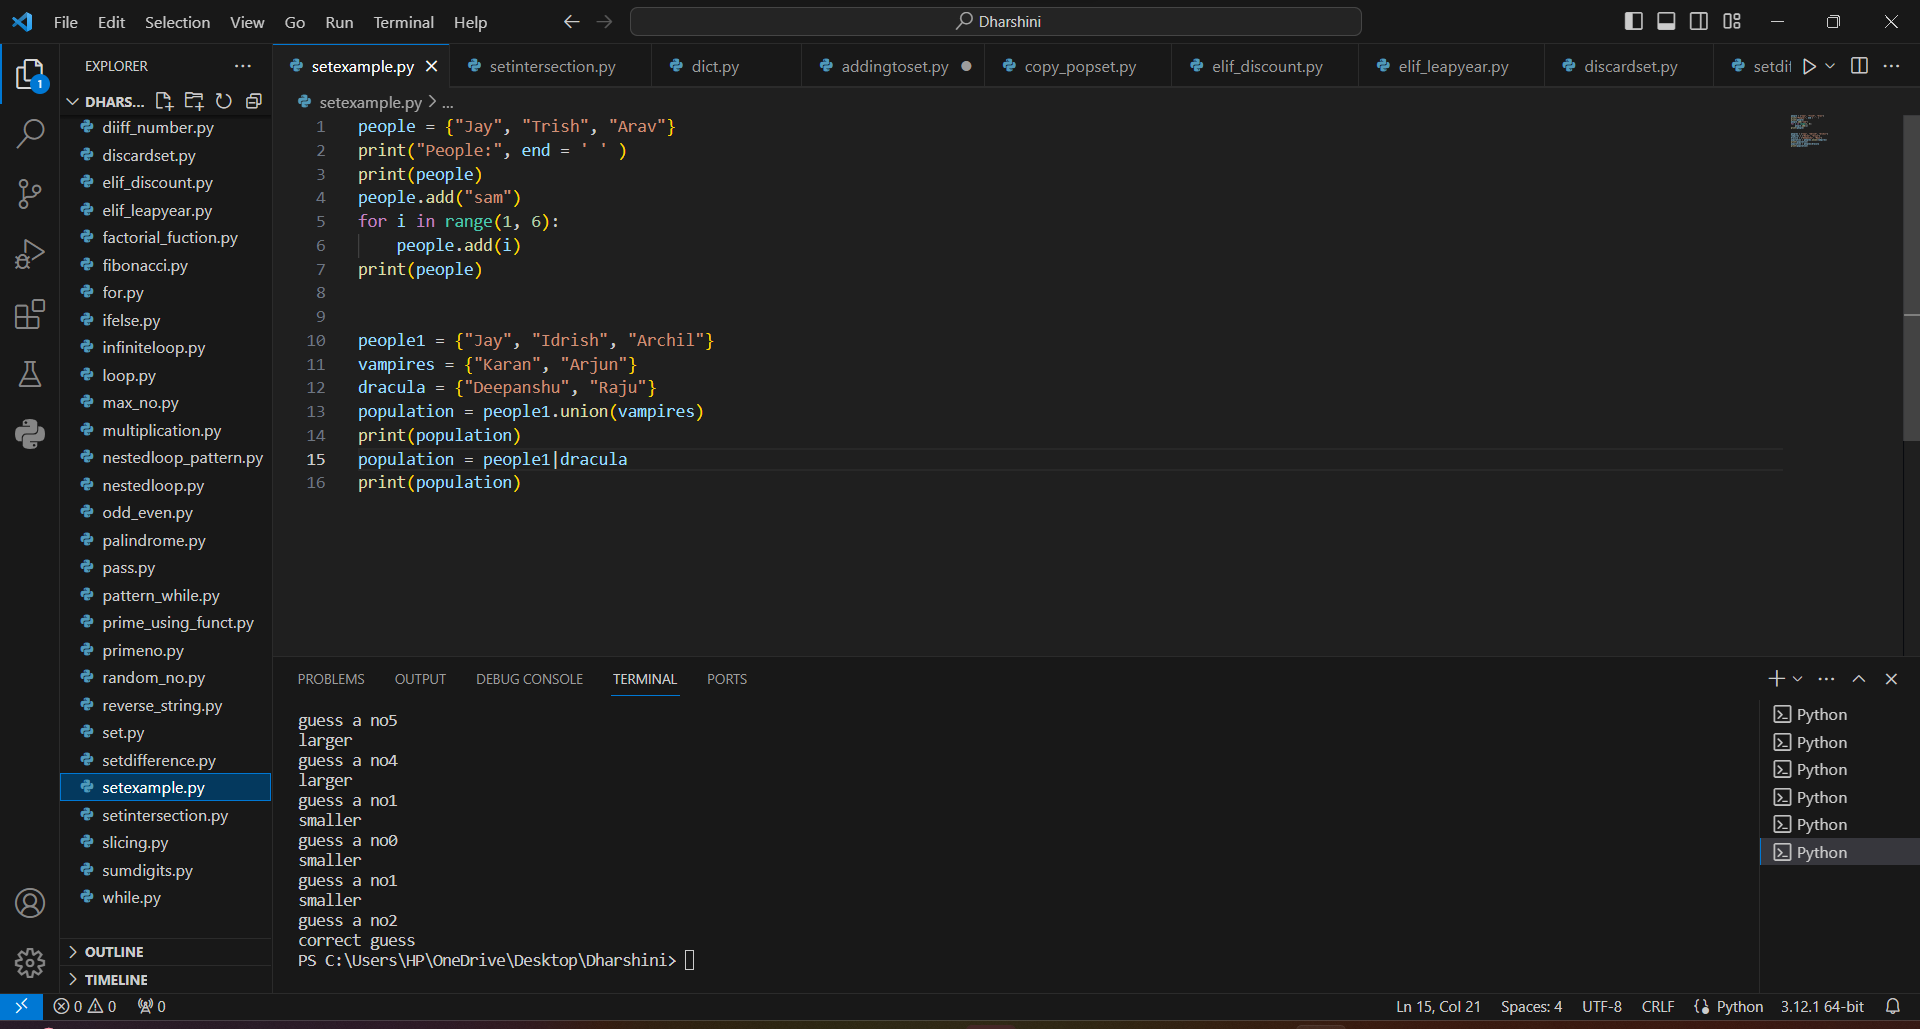 File Edit Selection View Go Run Terminal Help
Dharshini
EXPLORER
DHARS...
diiff_number.py
discardset.py
elif_discount.py
elif_leapyear.py
factorial_fuction.py
fibonacci.py
for.py
ifelse.py
infiniteloop.py
loop.py
max_no.py
multiplication.py
nestedloop_pattern.py
nestedloop.py
odd_even.py
palindrome.py
pass.py
pattern_while.py
prime_using_funct.py
primeno.py
random_no.py
reverse_string.py
set.py
setdifference.py
setexample.py
setintersection.py
slicing.py
sumdigits.py
while.py
OUTLINE
TIMELINE
1
setexample.py setintersection.py dict.py addingtoset.py copy_popset.py elif_discount.py elif_leapyear.py discardset.py setdi
setexample.py > ...
1 people = {"Jay", "Trish", "Arav"}
2 print("People:", end = ' ' )
3 print(people)
4 people.add("sam")
5 for i in range(1, 6):
6     people.add(i)
7 print(people)
8
9
10 people1 = {"Jay", "Idrish", "Archil"}
11 vampires = {"Karan", "Arjun"}
12 dracula = {"Deepanshu", "Raju"}
13 population = people1.union(vampires)
14 print(population)
15 population = people1|dracula
16 print(population)
PROBLEMS OUTPUT DEBUG CONSOLE TERMINAL PORTS
guess a no5
larger
guess a no4
larger
guess a no1
smaller
guess a no0
smaller
guess a no1
smaller
guess a no2
correct guess
PS C:\Users\HP\OneDrive\Desktop\Dharshini>
Python
Python
Python
Python
Python
Python
0 0 0
Ln 15, Col 21 Spaces: 4 UTF-8 CRLF Python 3.12.1 64-bit